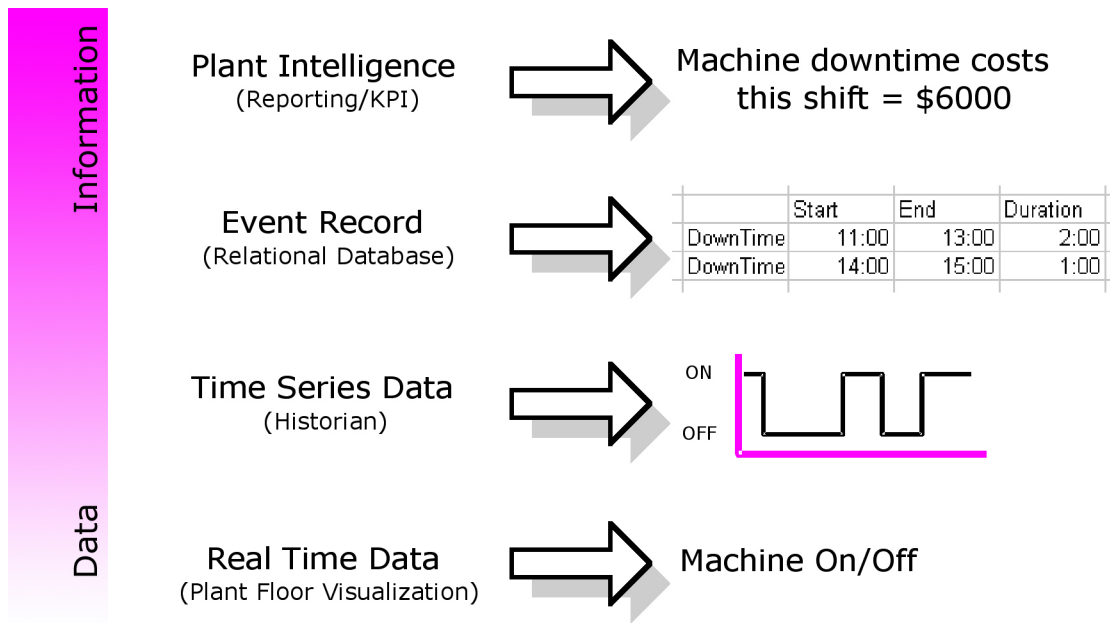 Information
Data
Plant Intelligence
(Reporting/KPI)
Machine downtime costs
this shift = $6000
Event Record
(Relational Database)
Start End Duration
DownTime 11:00 13:00 2:00
DownTime 14:00 15:00 1:00
Time Series Data
(Historian)
ON
OFF
Real Time Data
(Plant Floor Visualization)
Machine On/Off